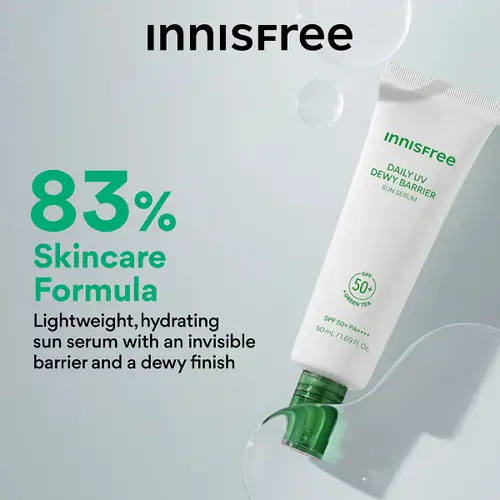 INNISFree
83%
Skincare
Formula
Lightweight, hydrating
sun serum with an invisible
barrier and a dewy finish
INNISFree
DAILY UV
DEWY BARRIER
SUN SERUM
SPF
50+
+ GREEN TEA
SPF 50+ PA++++
50 mL / 1.69 FL.Oz.